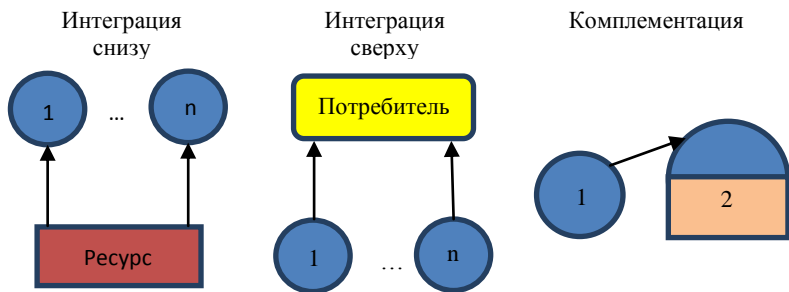 Интеграция
снизу
1 ... n
Ресурс
Интеграция
сверху
Потребитель
1 ... n
Комплементация
1
2